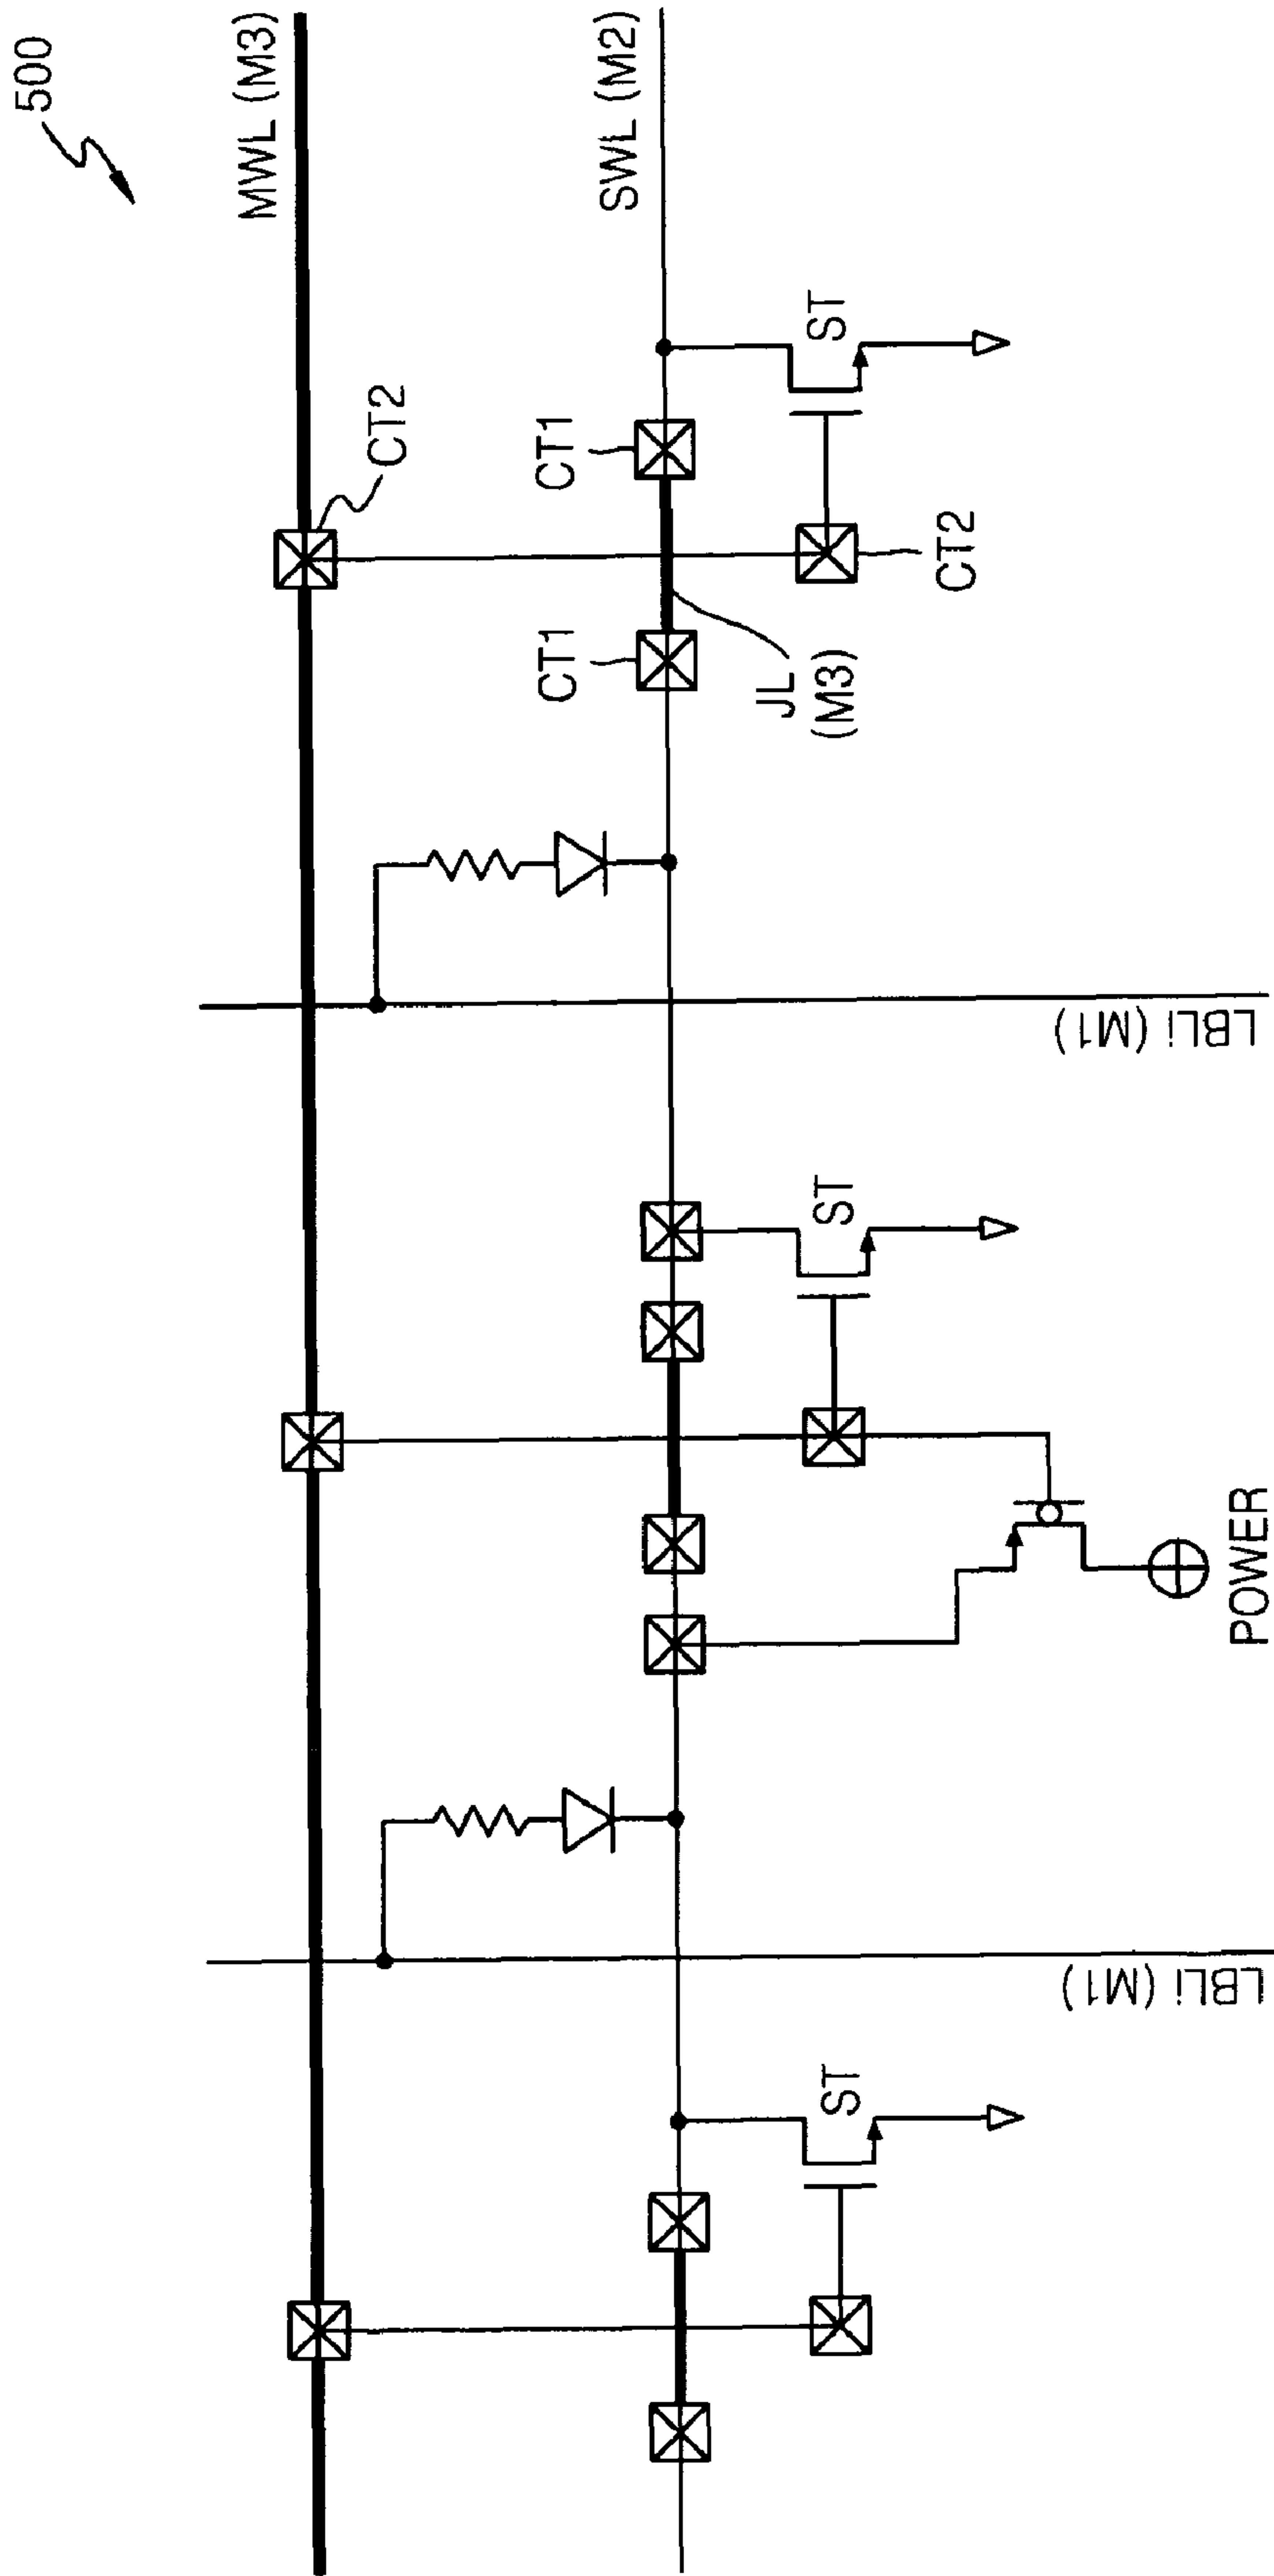 500
MWL (M3)
SWL (M2)
CT2
CT1
ST
CT2
CT1
JL
(M3)
LBLi (M1)
ST
POWER
LBLi (M1)
ST